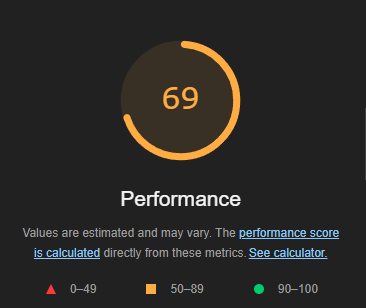 69
Performance
Values are estimated and may vary. The performance score
is calculated directly from these metrics. See calculator.
0–49 50–89 90–100